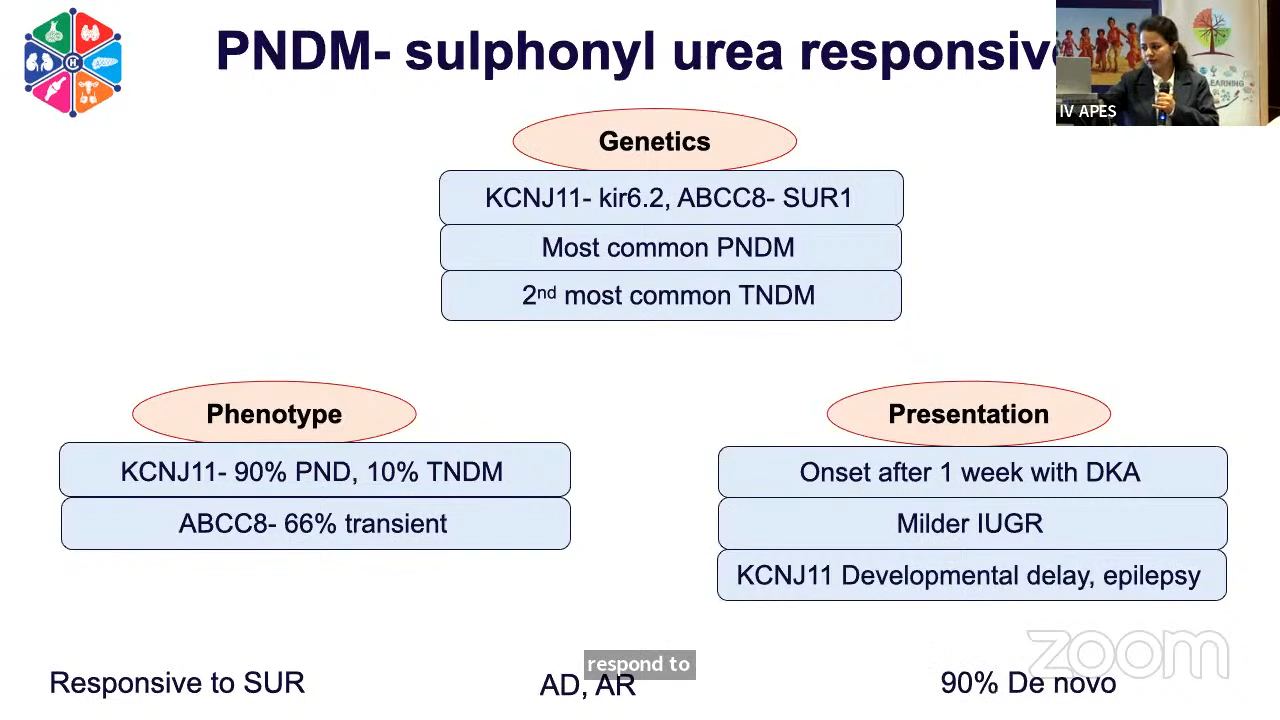 PNDM- sulphonyl urea responsive
IV APES
LEARNING
Genetics
KCNJ11- kir6.2, ABCC8- SUR1
Most common PNDM
2nd most common TNDM
Phenotype
KCNJ11- 90% PND, 10% TNDM
ABCC8- 66% transient
Presentation
Onset after 1 week with DKA
Milder IUGR
KCNJ11 Developmental delay, epilepsy
zoom
respond to
Responsive to SUR
AD, AR
90% De novo